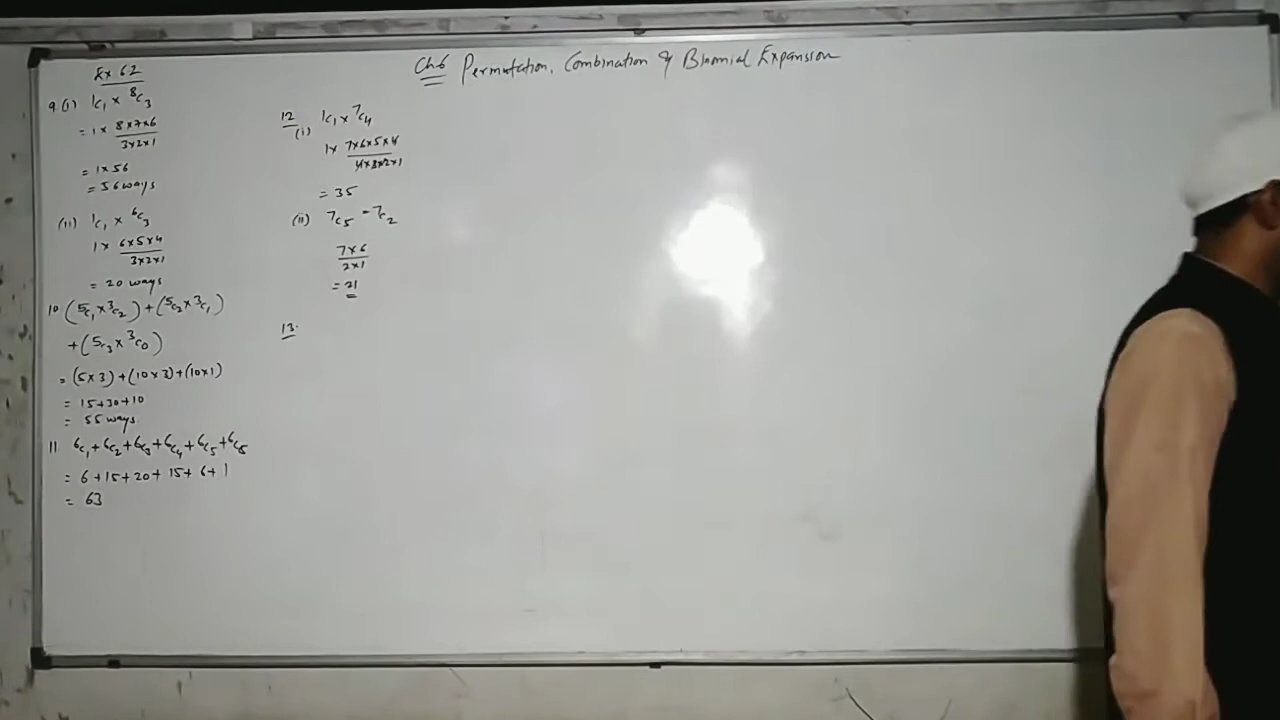 Ch 6 Permutation, Combination & Binomial Expansion
Ex 62
9.(i) ¹C₁ × ⁸C₃
= 1 × 8×7×6 / 3×2×1
= 1×56
= 56 ways
(ii) ¹C₁ × ⁶C₃
1 × 6×5×4 / 3×2×1
= 20 ways
10 (⁵C₁ × ³C₂) + (⁵C₂ × ³C₁)
+ (⁵C₃ × ³C₀)
= (5×3) + (10×3) + (10×1)
= 15+30+10
= 55 ways
11 ⁶C₁ + ⁶C₂ + ⁶C₃ + ⁶C₄ + ⁶C₅ + ⁶C₆
= 6+15+20+15+6+1
= 63
12
(i) ¹C₁ × ⁷C₄
1× 7×6×5×4 / 4×3×2×1
= 35
(ii) ⁷C₅ = ⁷C₂
7×6 / 2×1
= 21
13.